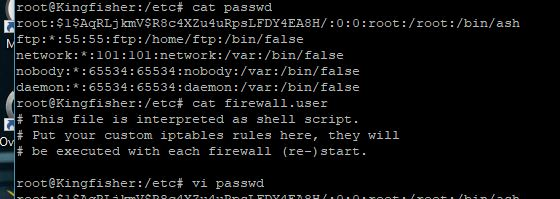 root@Kingfisher:/etc# cat passwd
root:$1$AqRLjkmV$R8c4XZu4uRpsLFDY4EA8H/:0:0:root:/root:/bin/ash
ftp:*:55:55:ftp:/home/ftp:/bin/false
network:*:101:101:network:/var:/bin/false
nobody:*:65534:65534:nobody:/var:/bin/false
daemon:*:65534:65534:daemon:/var:/bin/false
root@Kingfisher:/etc# cat firewall.user
# This file is interpreted as shell script.
# Put your custom iptables rules here, they will
# be executed with each firewall (re-)start.
root@Kingfisher:/etc# vi passwd
root:$1$AqRLjkmV$R8c4XZu4uRpsLFDY4EA8H/:0:0:root:/root:/bin/ash